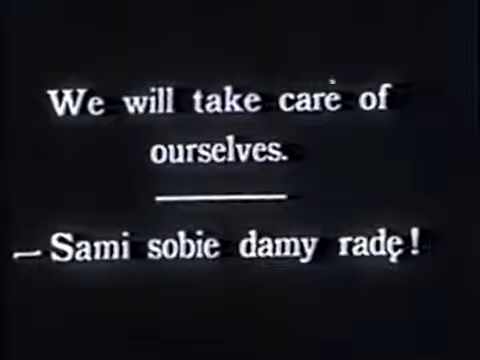 We will take care of
ourselves.
— Sami sobie damy radę!